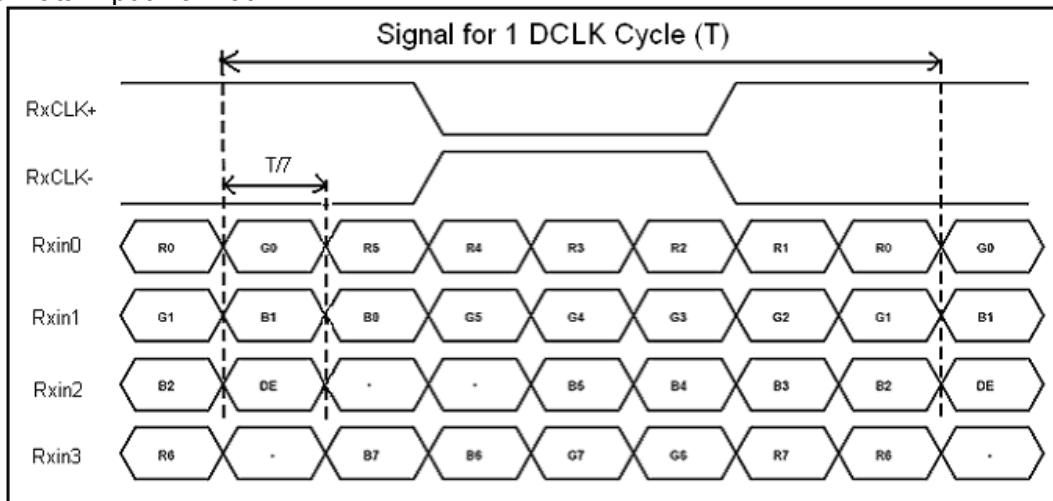 Signal for 1 DCLK Cycle (T)
RxCLK+
RxCLK-
T/7
Rxin0 R0 G0 R5 R4 R3 R2 R1 R0 G0
Rxin1 G1 B1 B0 G5 G4 G3 G2 G1 B1
Rxin2 B2 DE - - B5 B4 B3 B2 DE
Rxin3 R6 - B7 B6 G7 G6 R7 R6 -